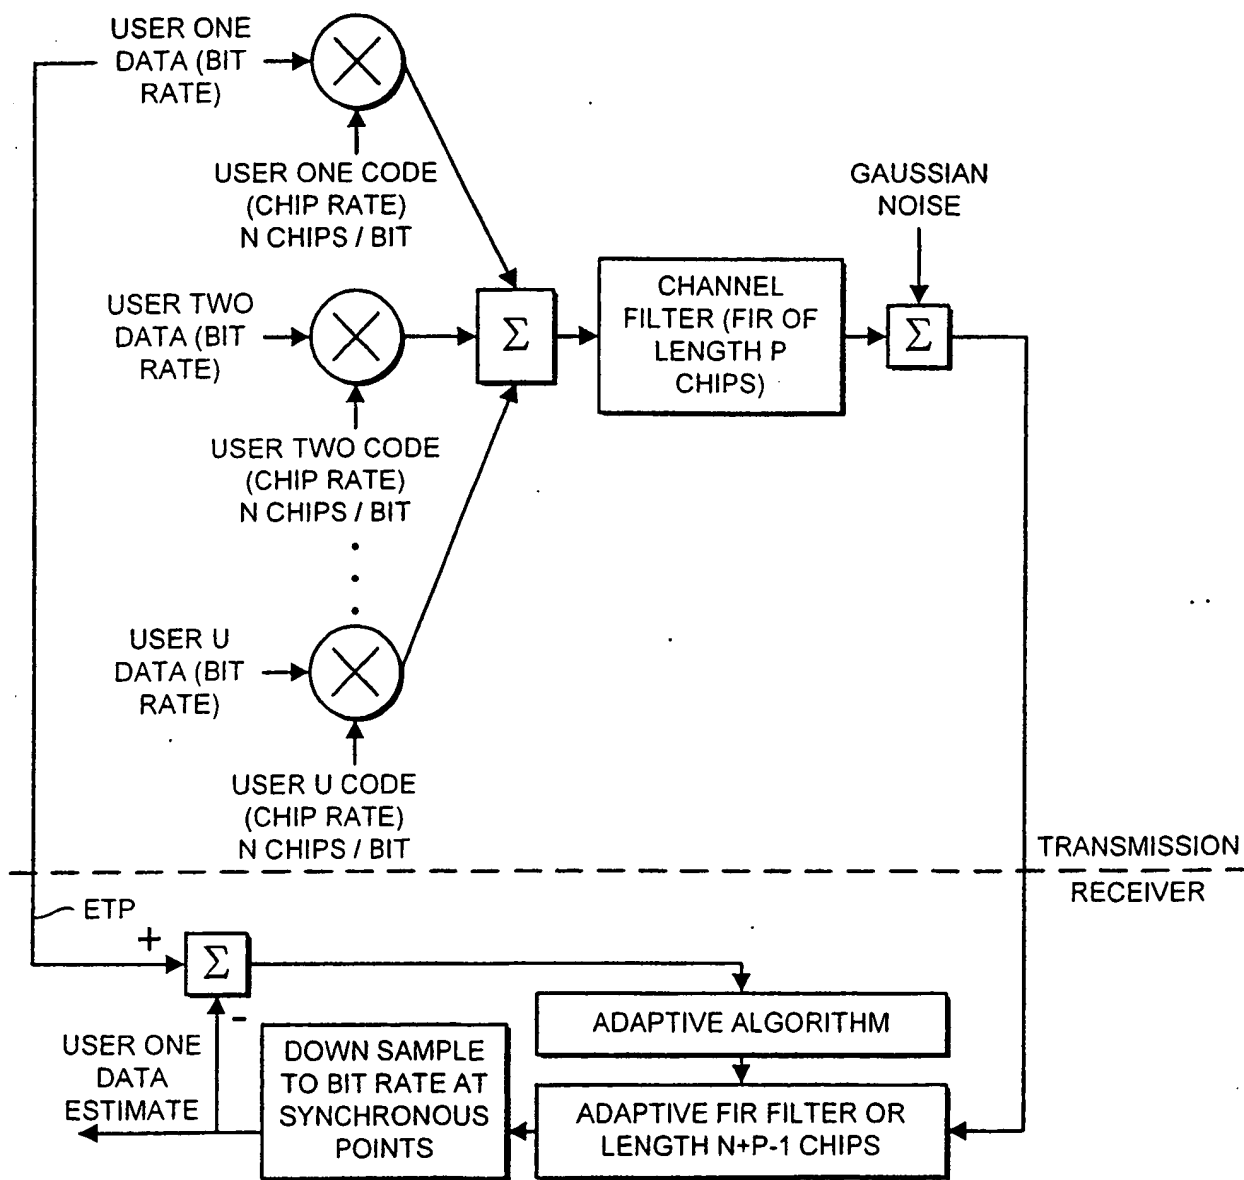 USER ONE
DATA (BIT
RATE)
USER ONE CODE
(CHIP RATE)
N CHIPS / BIT
GAUSSIAN
NOISE
USER TWO
DATA (BIT
RATE)
Σ
CHANNEL
FILTER (FIR OF
LENGTH P
CHIPS)
Σ
USER TWO CODE
(CHIP RATE)
N CHIPS / BIT
USER U
DATA (BIT
RATE)
USER U CODE
(CHIP RATE)
N CHIPS / BIT
TRANSMISSION
RECEIVER
ETP
+
Σ
-
ADAPTIVE ALGORITHM
USER ONE
DATA
ESTIMATE
DOWN SAMPLE
TO BIT RATE AT
SYNCHRONOUS
POINTS
ADAPTIVE FIR FILTER OR
LENGTH N+P-1 CHIPS